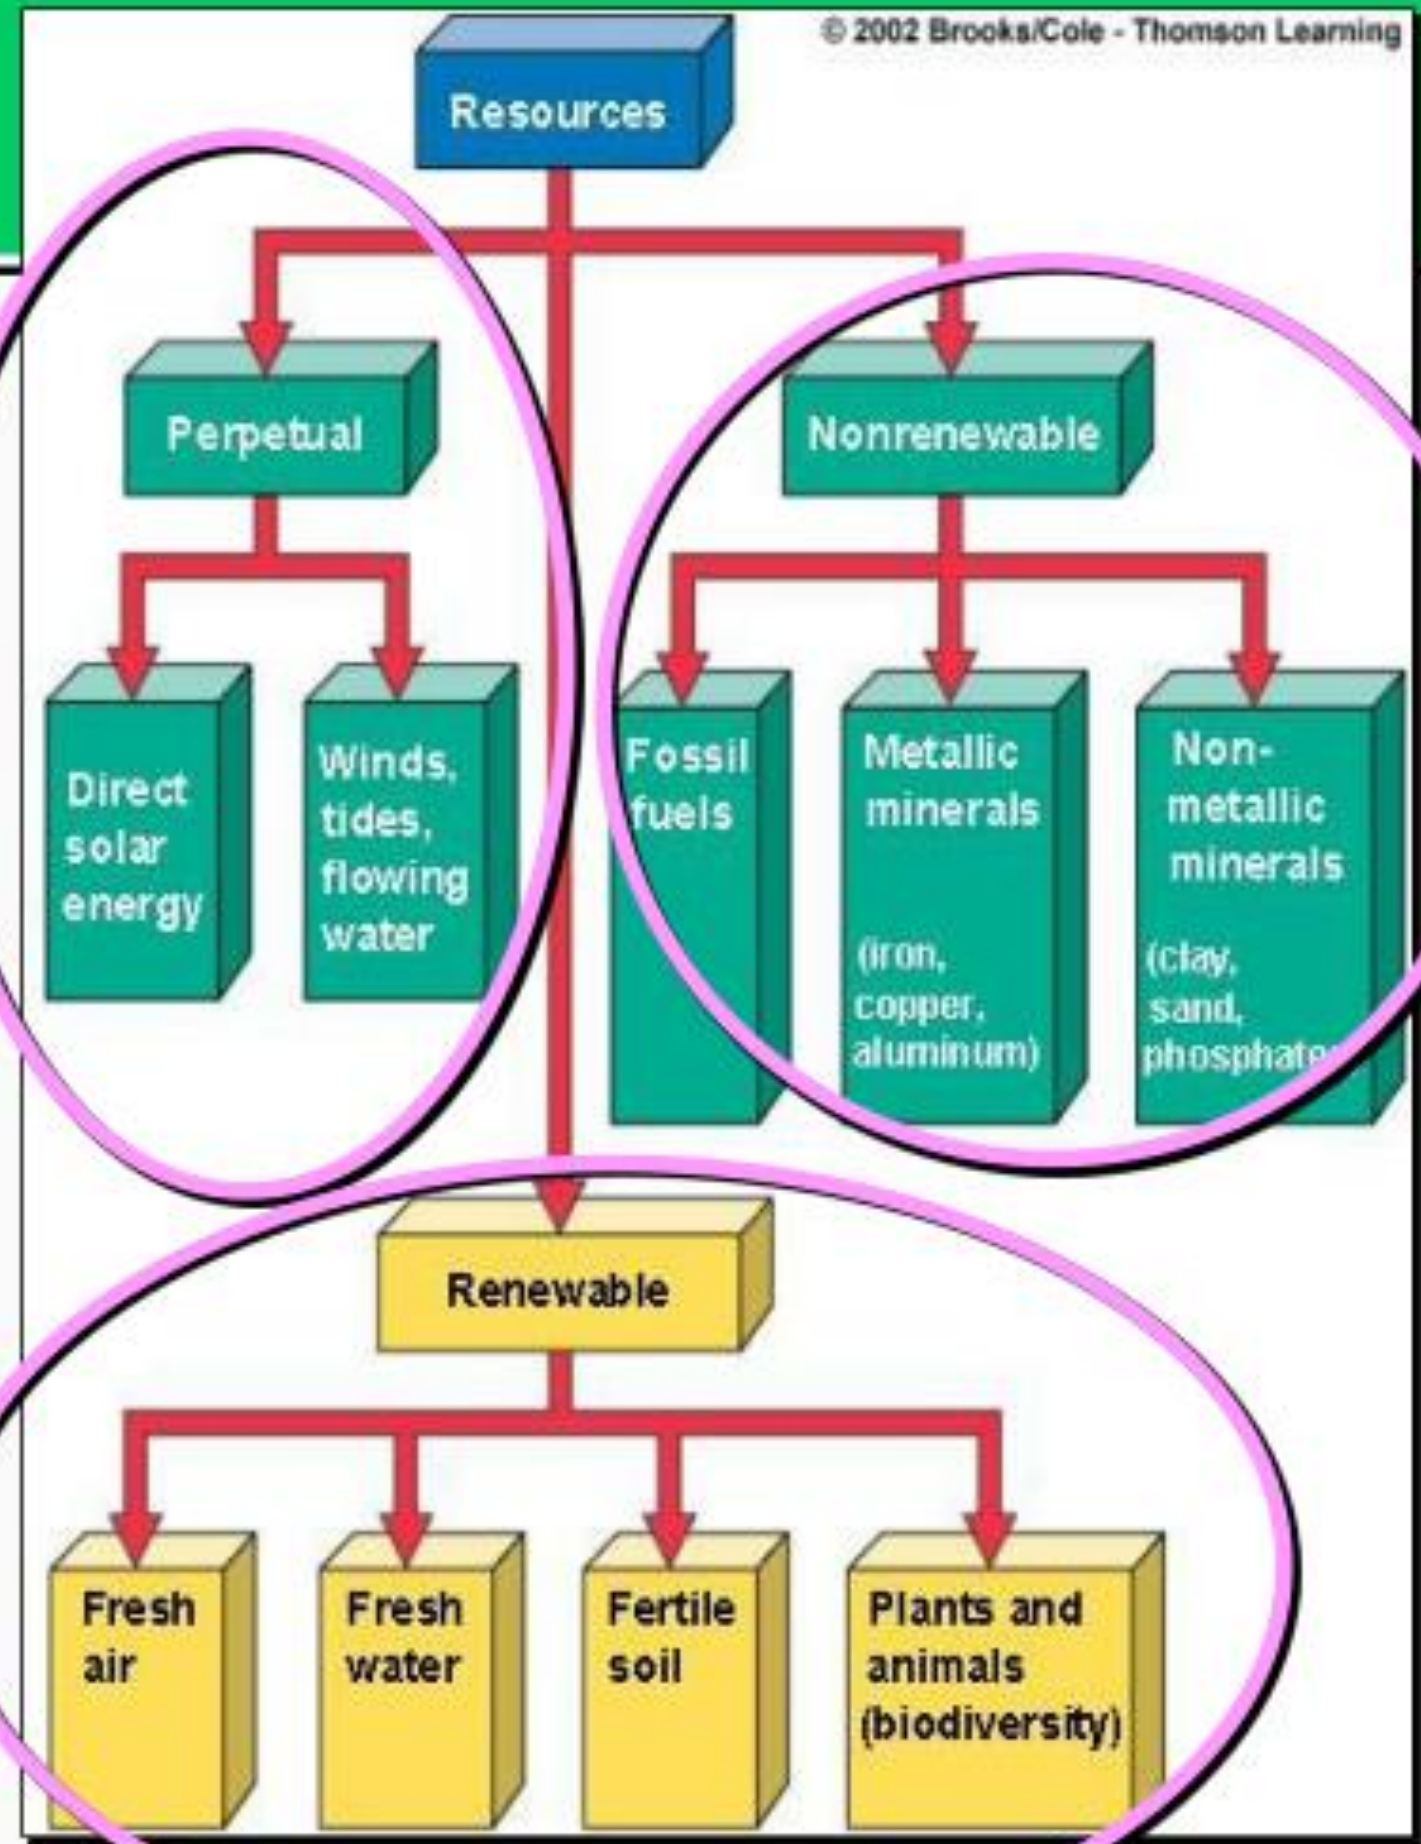 © 2002 Brooks/Cole - Thomson Learning
Resources
Perpetual
Nonrenewable
Direct
solar
energy
Winds,
tides,
flowing
water
Fossil
fuels
Metallic
minerals
(iron,
copper,
aluminum)
Non-
metallic
minerals
(clay,
sand,
phosphate
Renewable
Fresh
air
Fresh
water
Fertile
soil
Plants and
animals
(biodiversity)